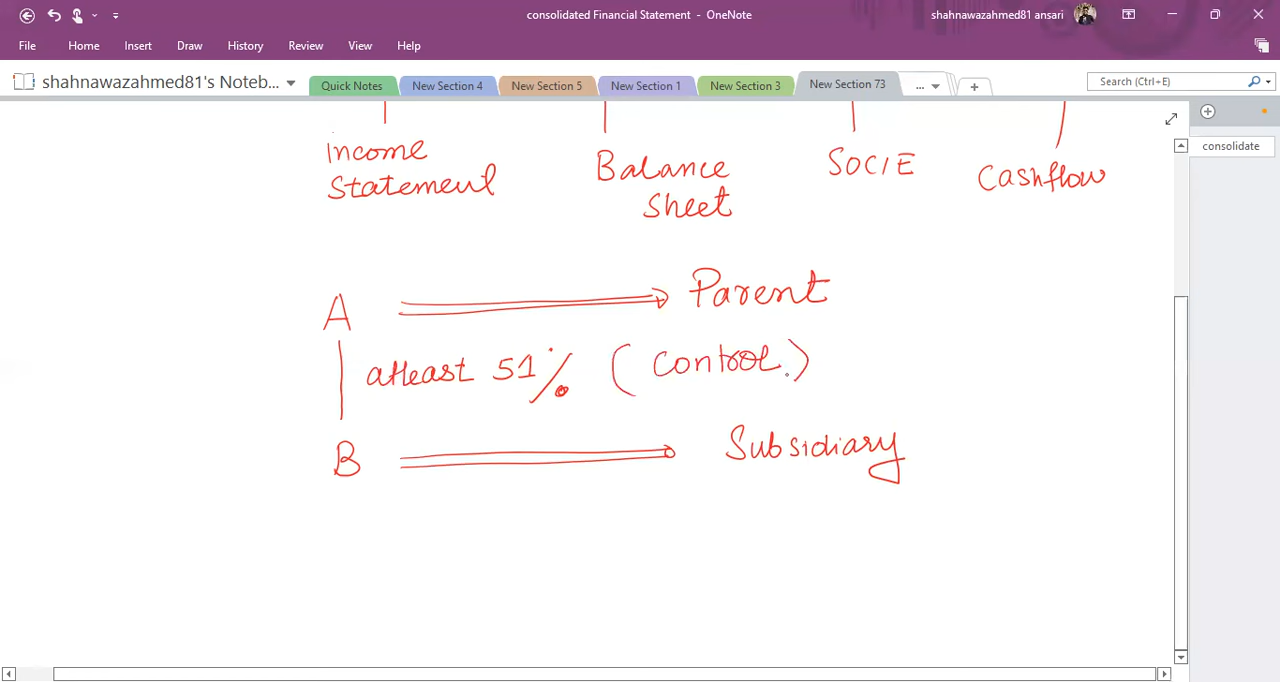 consolidated Financial Statement - OneNote
shahnawazahmed81 ansari
File Home Insert Draw History Review View Help
shahnawazahmed81's Noteb...
Quick Notes New Section 4 New Section 5 New Section 1 New Section 3 New Section 73 ... +
Search (Ctrl+E)
consolidate
Income Statement
Balance Sheet
SOCIE
Cashflow
A Parent
atleast 51% (control)
B Subsidiary